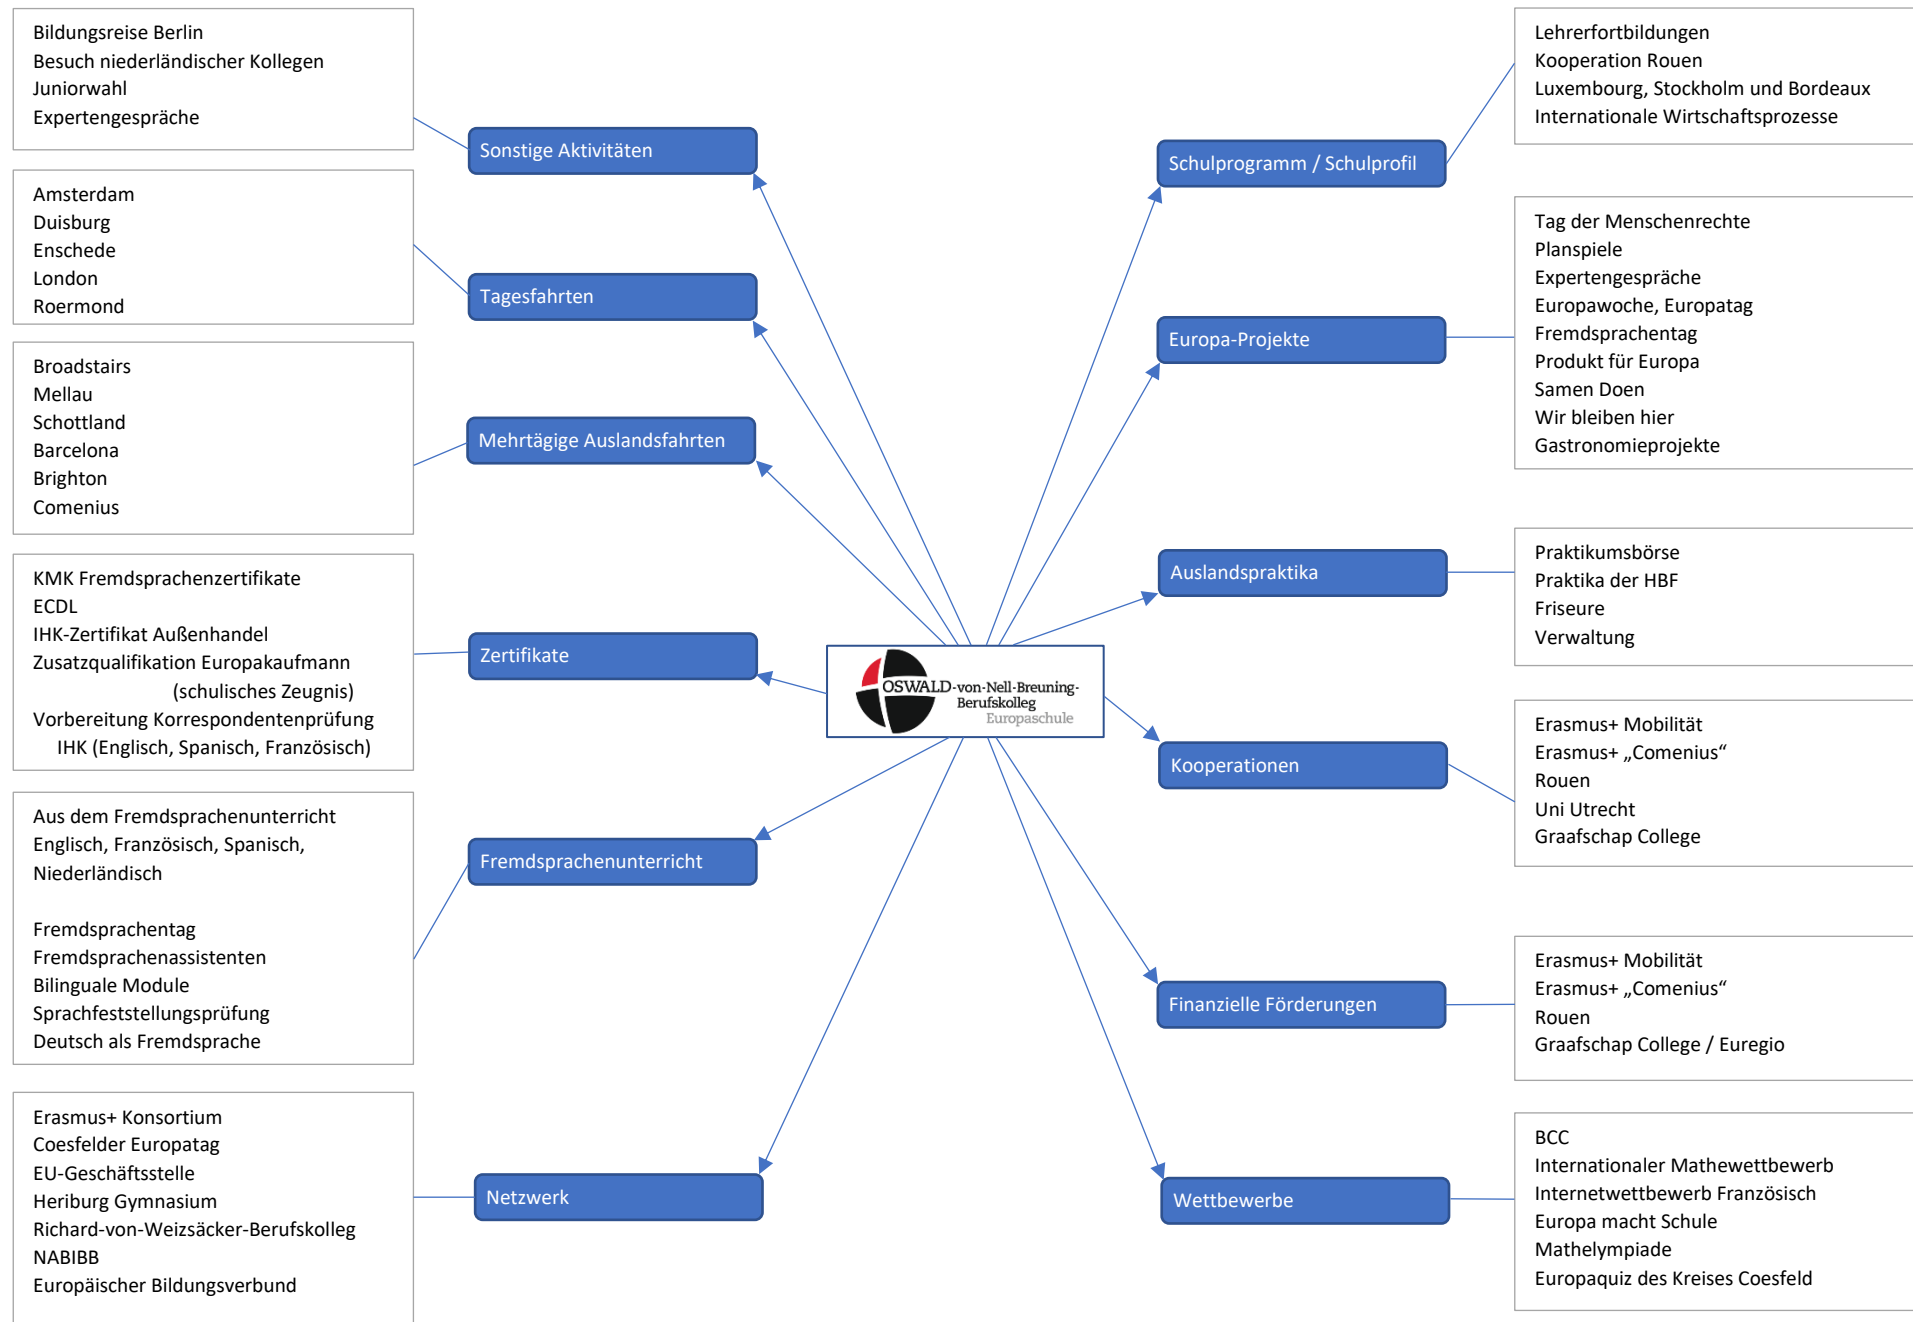 Bildungsreise Berlin
Besuch niederländischer Kollegen
Juniorwahl
Expertengespräche
Sonstige Aktivitäten
Amsterdam
Duisburg
Enschede
London
Roermond
Tagesfahrten
Broadstairs
Mellau
Schottland
Barcelona
Brighton
Comenius
Mehrtägige Auslandsfahrten
KMK Fremdsprachenzertifikate
ECDL
IHK-Zertifikat Außenhandel
Zusatzqualifikation Europakaufmann
(schulisches Zeugnis)
Vorbereitung Korrespondentenprüfung
IHK (Englisch, Spanisch, Französisch)
Zertifikate
Aus dem Fremdsprachenunterricht
Englisch, Französisch, Spanisch,
Niederländisch
Fremdsprachentag
Fremdsprachenassistenten
Bilinguale Module
Sprachfeststellungsprüfung
Deutsch als Fremdsprache
Fremdsprachenunterricht
Erasmus+ Konsortium
Coesfelder Europatag
EU-Geschäftsstelle
Heriburg Gymnasium
Richard-von-Weizsäcker-Berufskolleg
NABIBB
Europäischer Bildungsverbund
Netzwerk
OSWALD-von-Nell-Breuning-
Berufskolleg
Europaschule
Schulprogramm / Schulprofil
Lehrerfortbildungen
Kooperation Rouen
Luxembourg, Stockholm und Bordeaux
Internationale Wirtschaftsprozesse
Europa-Projekte
Tag der Menschenrechte
Planspiele
Expertengespräche
Europawoche, Europatag
Fremdsprachentag
Produkt für Europa
Samen Doen
Wir bleiben hier
Gastronomieprojekte
Auslandspraktika
Praktikumsbörse
Praktika der HBF
Friseure
Verwaltung
Kooperationen
Erasmus+ Mobilität
Erasmus+ „Comenius“
Rouen
Uni Utrecht
Graafschap College
Finanzielle Förderungen
Erasmus+ Mobilität
Erasmus+ „Comenius“
Rouen
Graafschap College / Euregio
Wettbewerbe
BCC
Internationaler Mathewettbewerb
Internetwettbewerb Französisch
Europa macht Schule
Mathelympiade
Europaquiz des Kreises Coesfeld